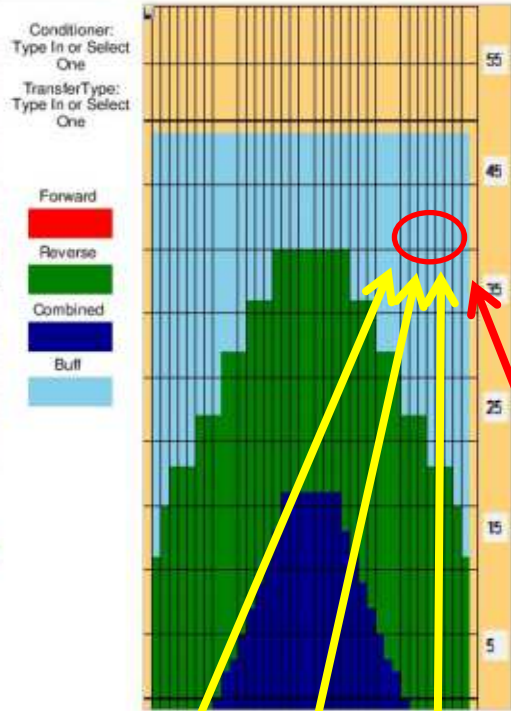 Conditioner:
Type In or Select
One
TransferType:
Type In or Select
One
Forward
Reverse
Combined
Buff
55
45
35
25
15
5